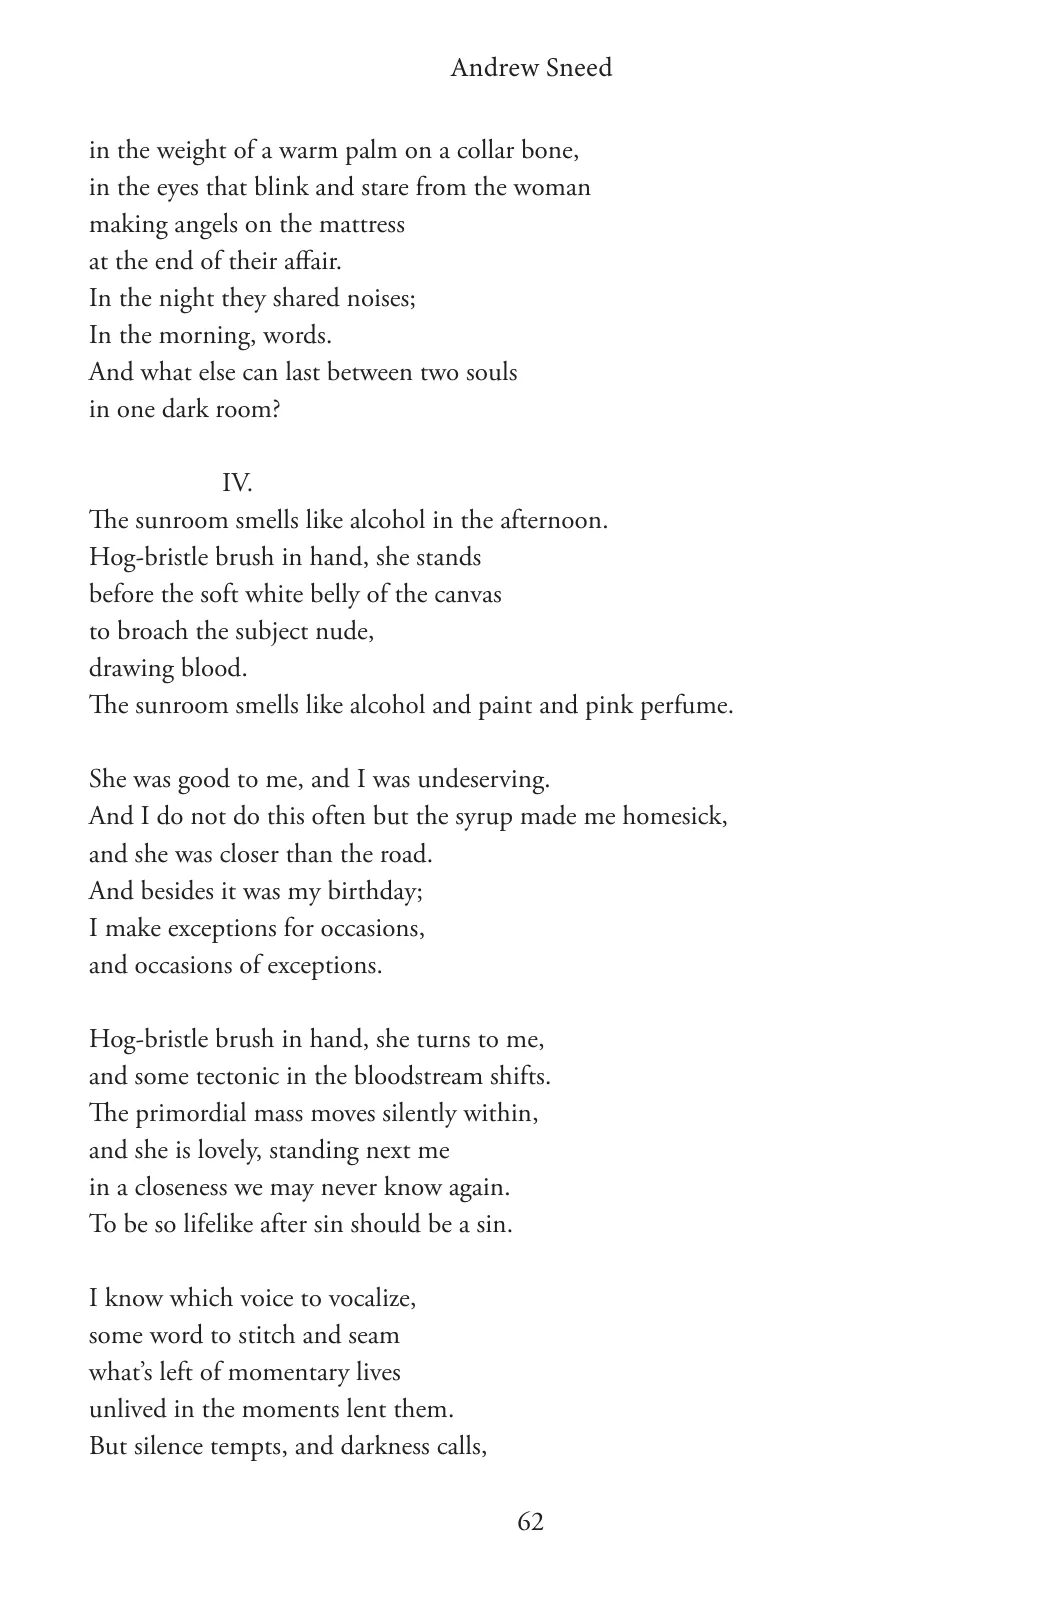 Andrew Sneed
in the weight of a warm palm on a collar bone,
in the eyes that blink and stare from the woman
making angels on the mattress
at the end of their affair.
In the night they shared noises;
In the morning, words.
And what else can last between two souls
in one dark room?
IV.
The sunroom smells like alcohol in the afternoon.
Hog-bristle brush in hand, she stands
before the soft white belly of the canvas
to broach the subject nude,
drawing blood.
The sunroom smells like alcohol and paint and pink perfume.
She was good to me, and I was undeserving.
And I do not do this often but the syrup made me homesick,
and she was closer than the road.
And besides it was my birthday;
I make exceptions for occasions,
and occasions of exceptions.
Hog-bristle brush in hand, she turns to me,
and some tectonic in the bloodstream shifts.
The primordial mass moves silently within,
and she is lovely, standing next me
in a closeness we may never know again.
To be so lifelike after sin should be a sin.
I know which voice to vocalize,
some word to stitch and seam
what’s left of momentary lives
unlived in the moments lent them.
But silence tempts, and darkness calls,
62